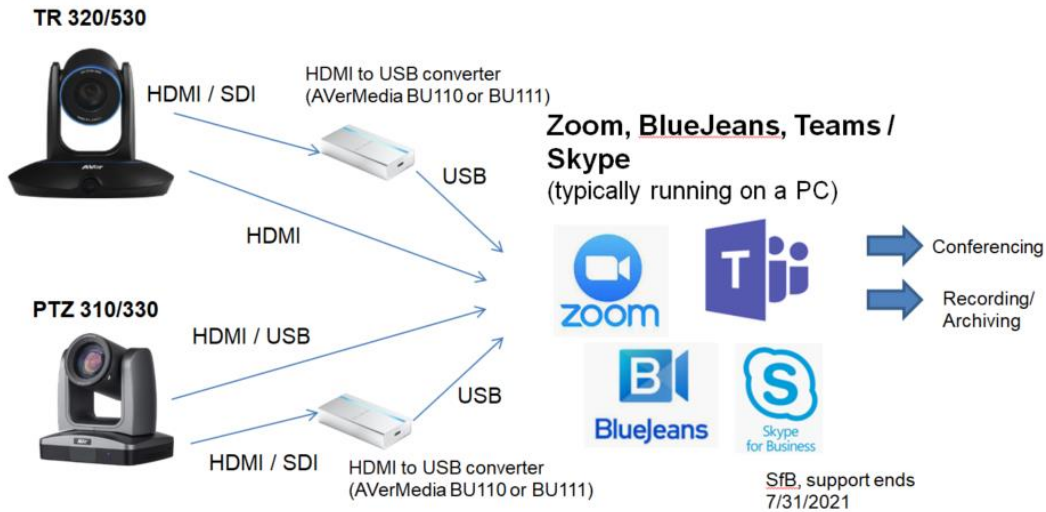 TR 320/530
HDMI / SDI
HDMI to USB converter
(AVerMedia BU110 or BU111)
USB
HDMI
AVer
Zoom, BlueJeans, Teams /
Skype
(typically running on a PC)
zoom
T
Conferencing
Recording/
Archiving
PTZ 310/330
HDMI / USB
HDMI / SDI
HDMI to USB converter
(AVerMedia BU110 or BU111)
USB
B
BlueJeans
S
Skype
for Business
SfB, support ends
7/31/2021